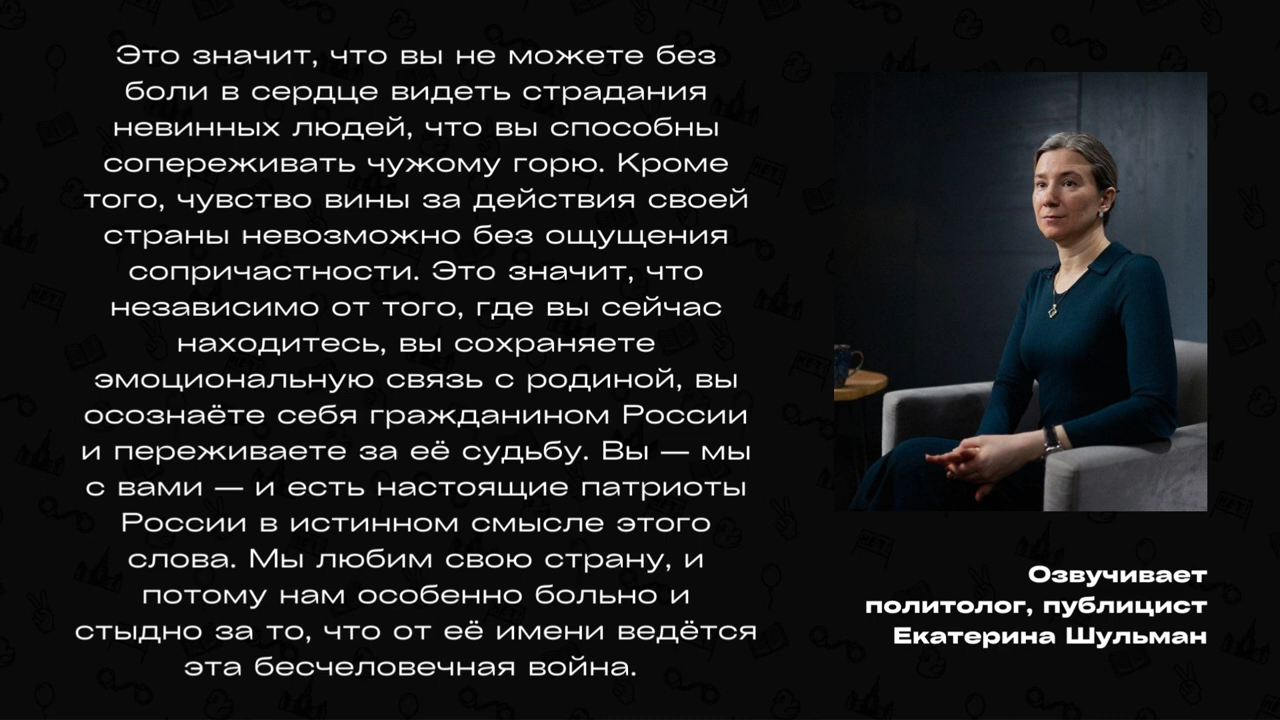 Это значит, что вы не можете без
боли в сердце видеть страдания
невинных людей, что вы способны
сопереживать чужому горю. Кроме
того, чувство вины за действия своей
страны невозможно без ощущения
сопричастности. Это значит, что
независимо от того, где вы сейчас
находитесь, вы сохраняете
эмоциональную связь с родиной, вы
осознаёте себя гражданином России
и переживаете за её судьбу. Вы — мы
с вами — и есть настоящие патриоты
России в истинном смысле этого
слова. Мы любим свою страну, и
потому нам особенно больно и
стыдно за то, что от её имени ведётся
эта бесчеловечная война.
Озвучивает
политолог, публицист
Екатерина Шульман